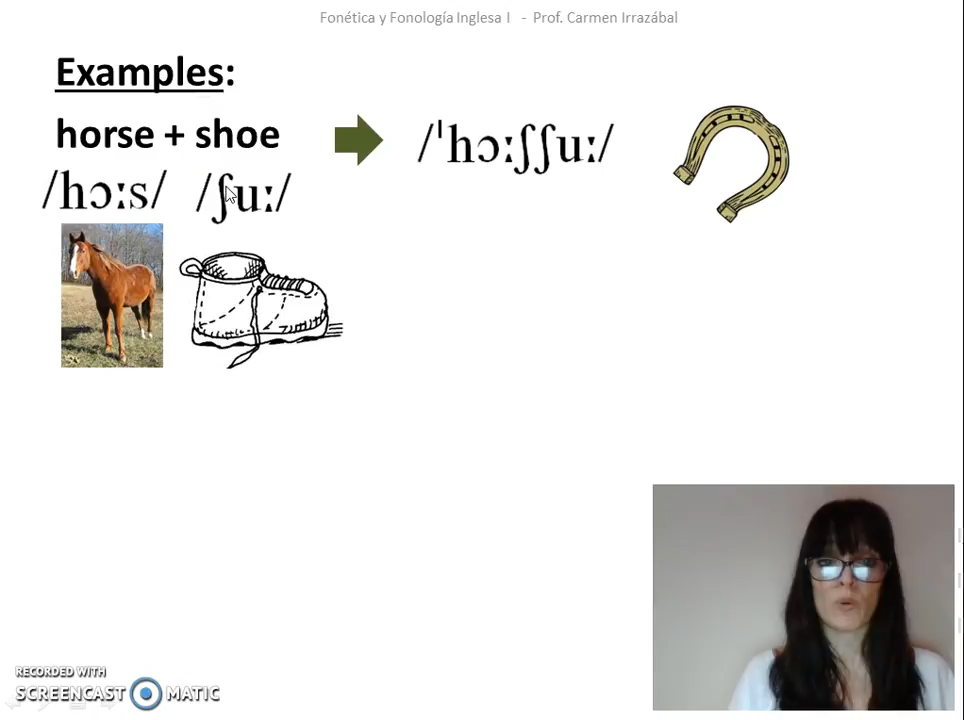 Fonética y Fonología Inglesa I - Prof. Carmen Irrazábal
Examples:
horse + shoe
/hɔːs/ /ʃuː/
/ˈhɔːʃʃuː/
RECORDED WITH
SCREENCAST MATIC